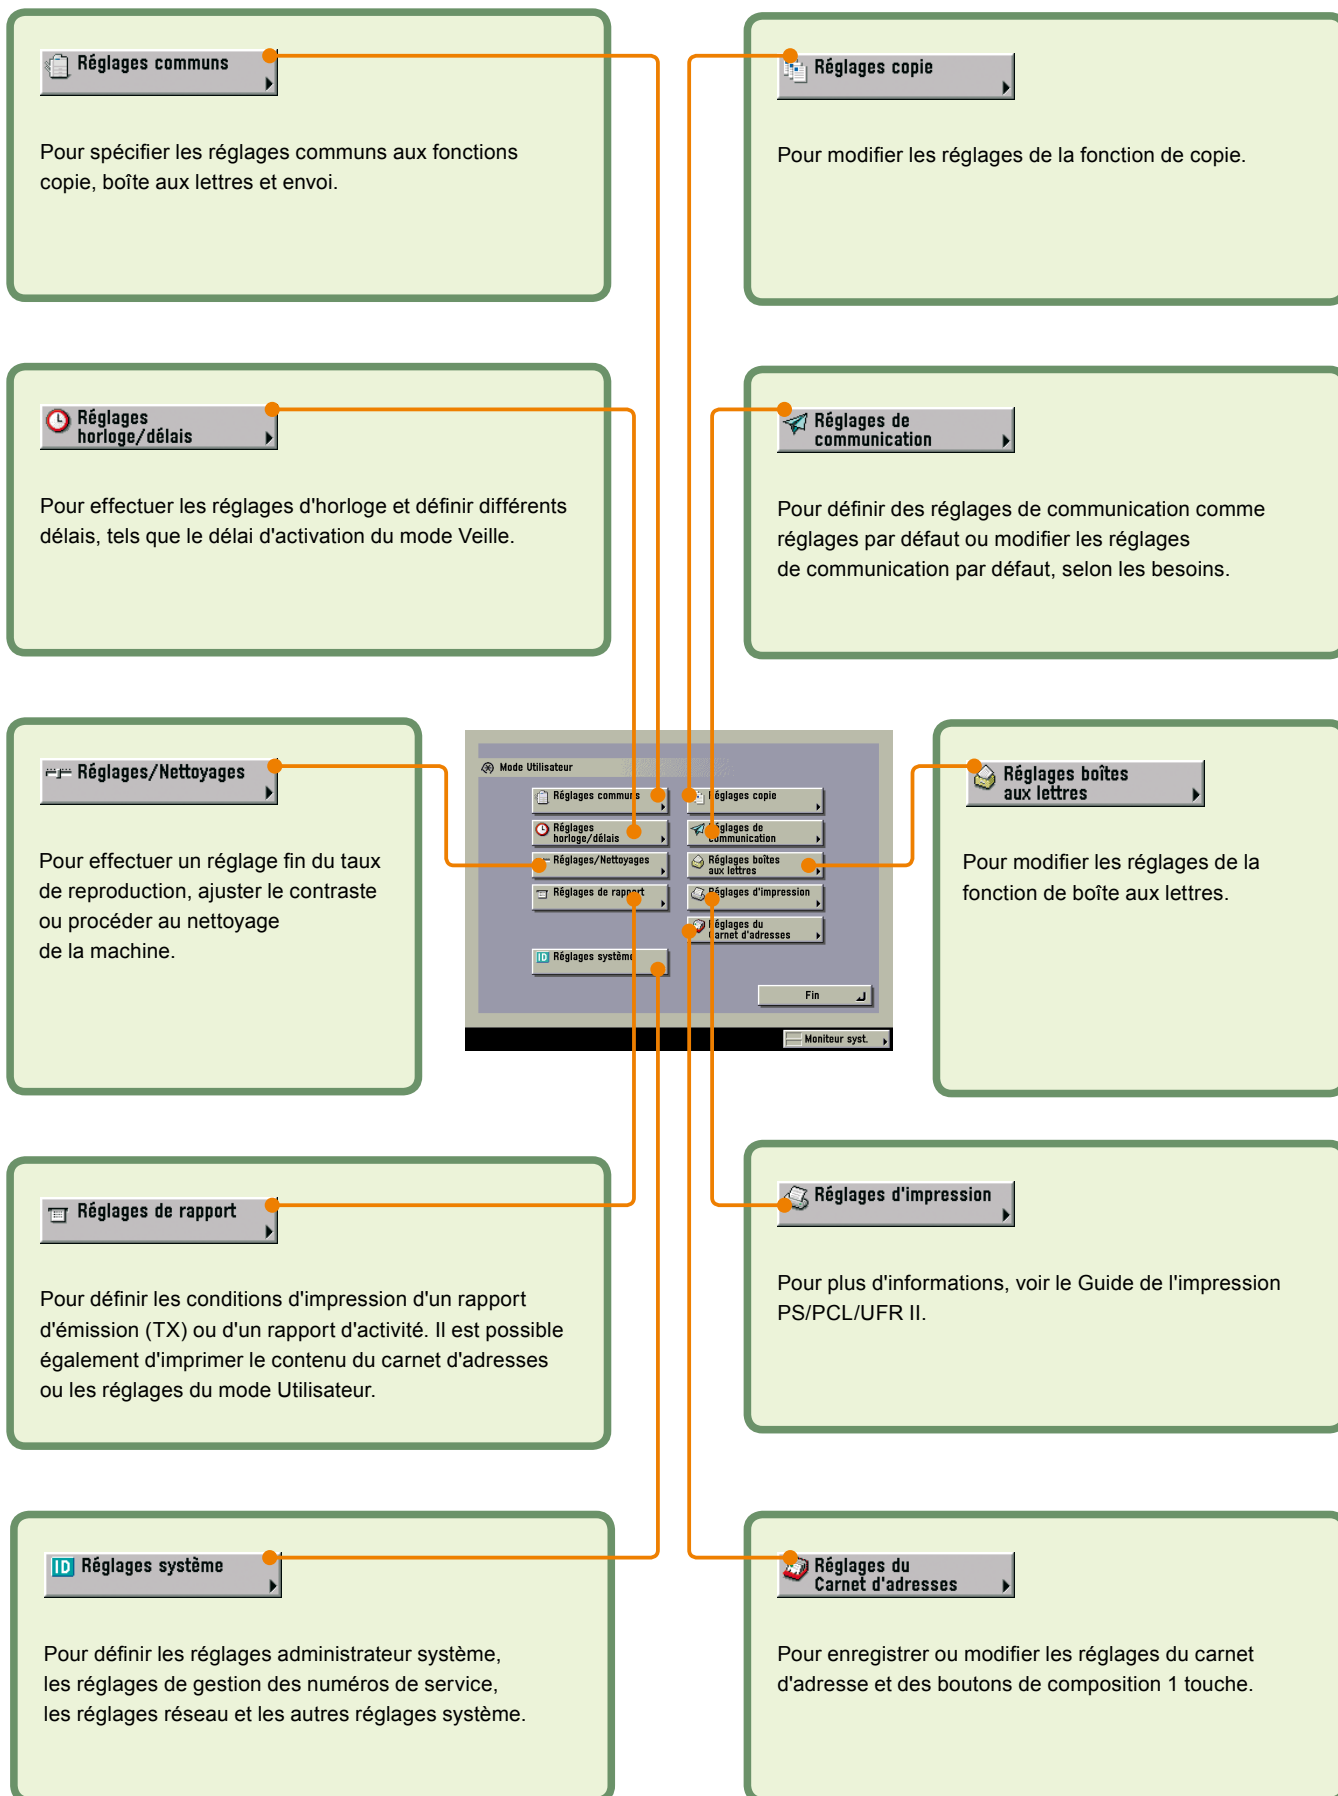 Réglages communs
Pour spécifier les réglages communs aux fonctions
copie, boîte aux lettres et envoi.
Réglages copie
Pour modifier les réglages de la fonction de copie.
Réglages
horloge/délais
Pour effectuer les réglages d'horloge et définir différents
délais, tels que le délai d'activation du mode Veille.
Réglages de
communication
Pour définir des réglages de communication comme
réglages par défaut ou modifier les réglages
de communication par défaut, selon les besoins.
Réglages/Nettoyages
Pour effectuer un réglage fin du taux
de reproduction, ajuster le contraste
ou procéder au nettoyage
de la machine.
Mode Utilisateur
Réglages communs
Réglages copie
Réglages
horloge/délais
Réglages de
communication
Réglages/Nettoyages
Réglages boîtes
aux lettres
Réglages de rapport
Réglages d'impression
Réglages du
Carnet d'adresses
ID Réglages système
Fin
Moniteur syst.
Réglages boîtes
aux lettres
Pour modifier les réglages de la
fonction de boîte aux lettres.
Réglages de rapport
Pour définir les conditions d'impression d'un rapport
d'émission (TX) ou d'un rapport d'activité. Il est possible
également d'imprimer le contenu du carnet d'adresses
ou les réglages du mode Utilisateur.
Réglages d'impression
Pour plus d'informations, voir le Guide de l'impression
PS/PCL/UFR II.
ID Réglages système
Pour définir les réglages administrateur système,
les réglages de gestion des numéros de service,
les réglages réseau et les autres réglages système.
Réglages du
Carnet d'adresses
Pour enregistrer ou modifier les réglages du carnet
d'adresse et des boutons de composition 1 touche.